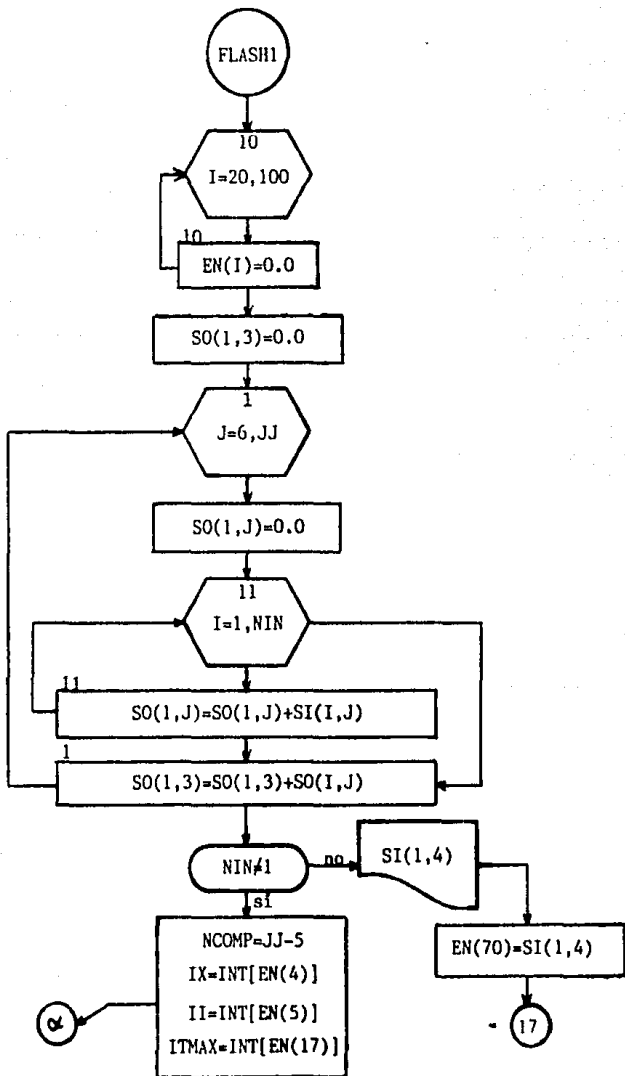 FLASH1
10
I=20,100
10
EN(I)=0.0
SO(1,3)=0.0
1
J=6,JJ
SO(1,J)=0.0
11
I=1,NIN
11
SO(1,J)=SO(1,J)+SI(I,J)
1
SO(1,3)=SO(1,3)+SO(I,J)
NIN≠1
no
SI(1,4)
si
NCOMP=JJ-5
IX=INT[EN(4)]
II=INT[EN(5)]
ITMAX=INT[EN(17)]
EN(70)=SI(1,4)
α
17